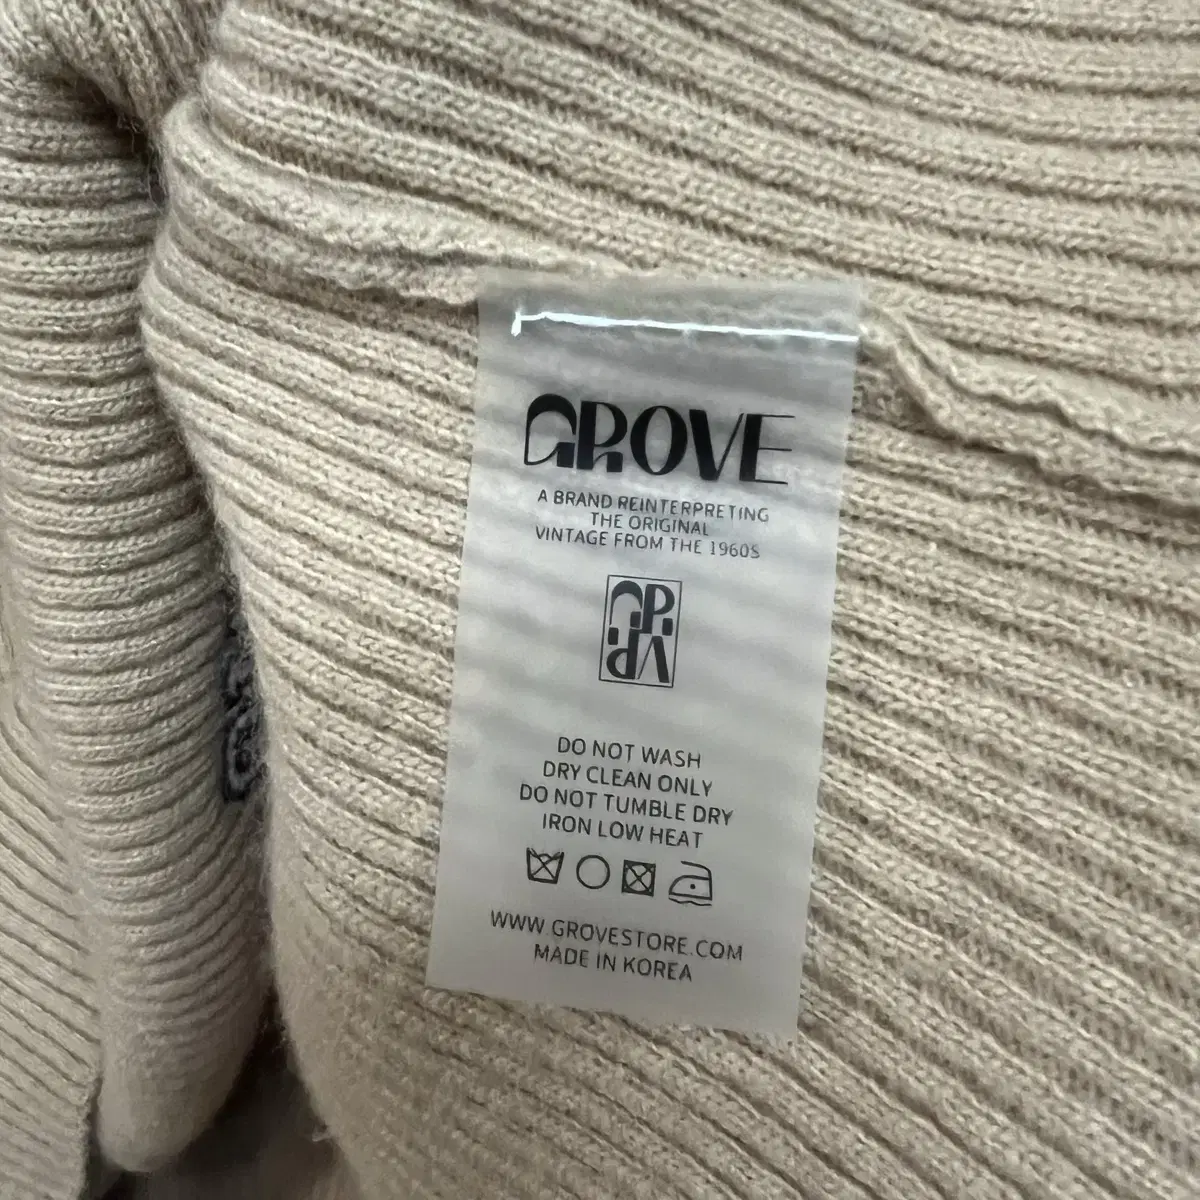 GROVE
A BRAND REINTERPRETING
THE ORIGINAL
VINTAGE FROM THE 1960S
DO NOT WASH
DRY CLEAN ONLY
DO NOT TUMBLE DRY
IRON LOW HEAT
WWW.GROVESTORE.COM
MADE IN KOREA